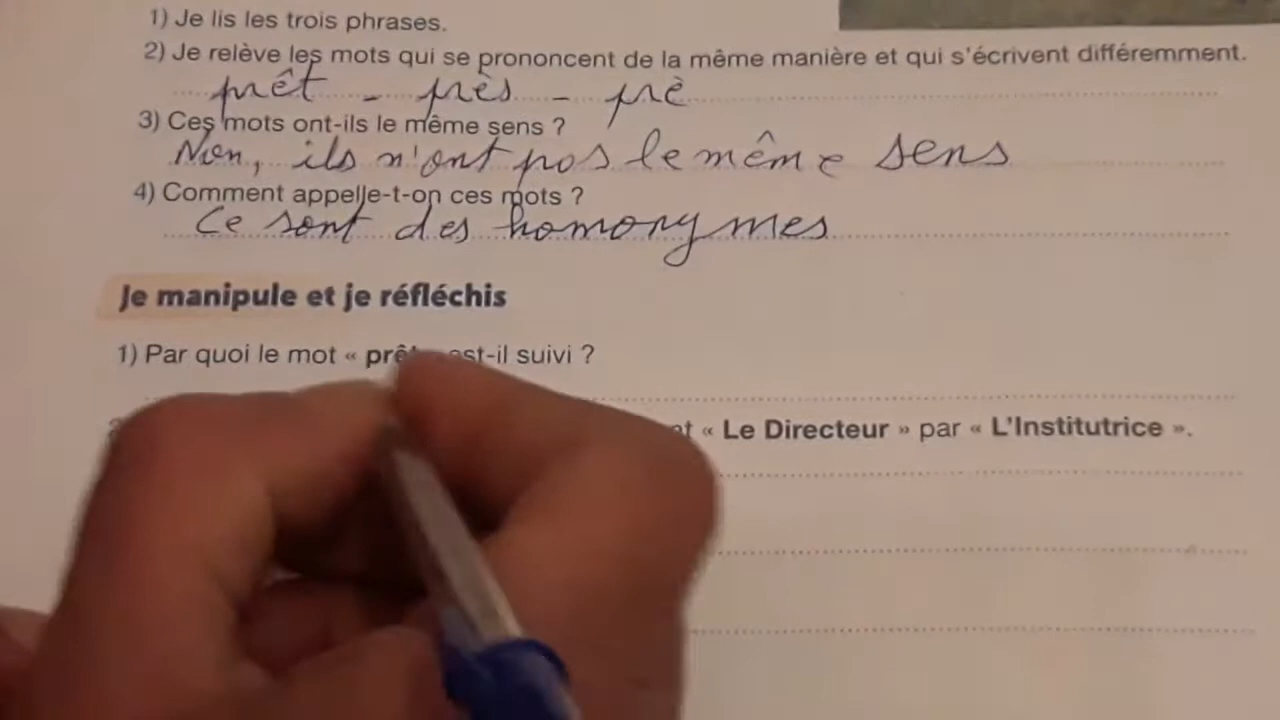 1) Je lis les trois phrases.
2) Je relève les mots qui se prononcent de la même manière et qui s'écrivent différemment.
prêt - près - prè
3) Ces mots ont-ils le même sens ?
Non, ils n'ont pas le même sens
4) Comment appelle-t-on ces mots ?
Ce sont des homonymes
Je manipule et je réfléchis
1) Par quoi le mot « prêt est-il suivi ?
« Le Directeur » par « L'Institutrice ».